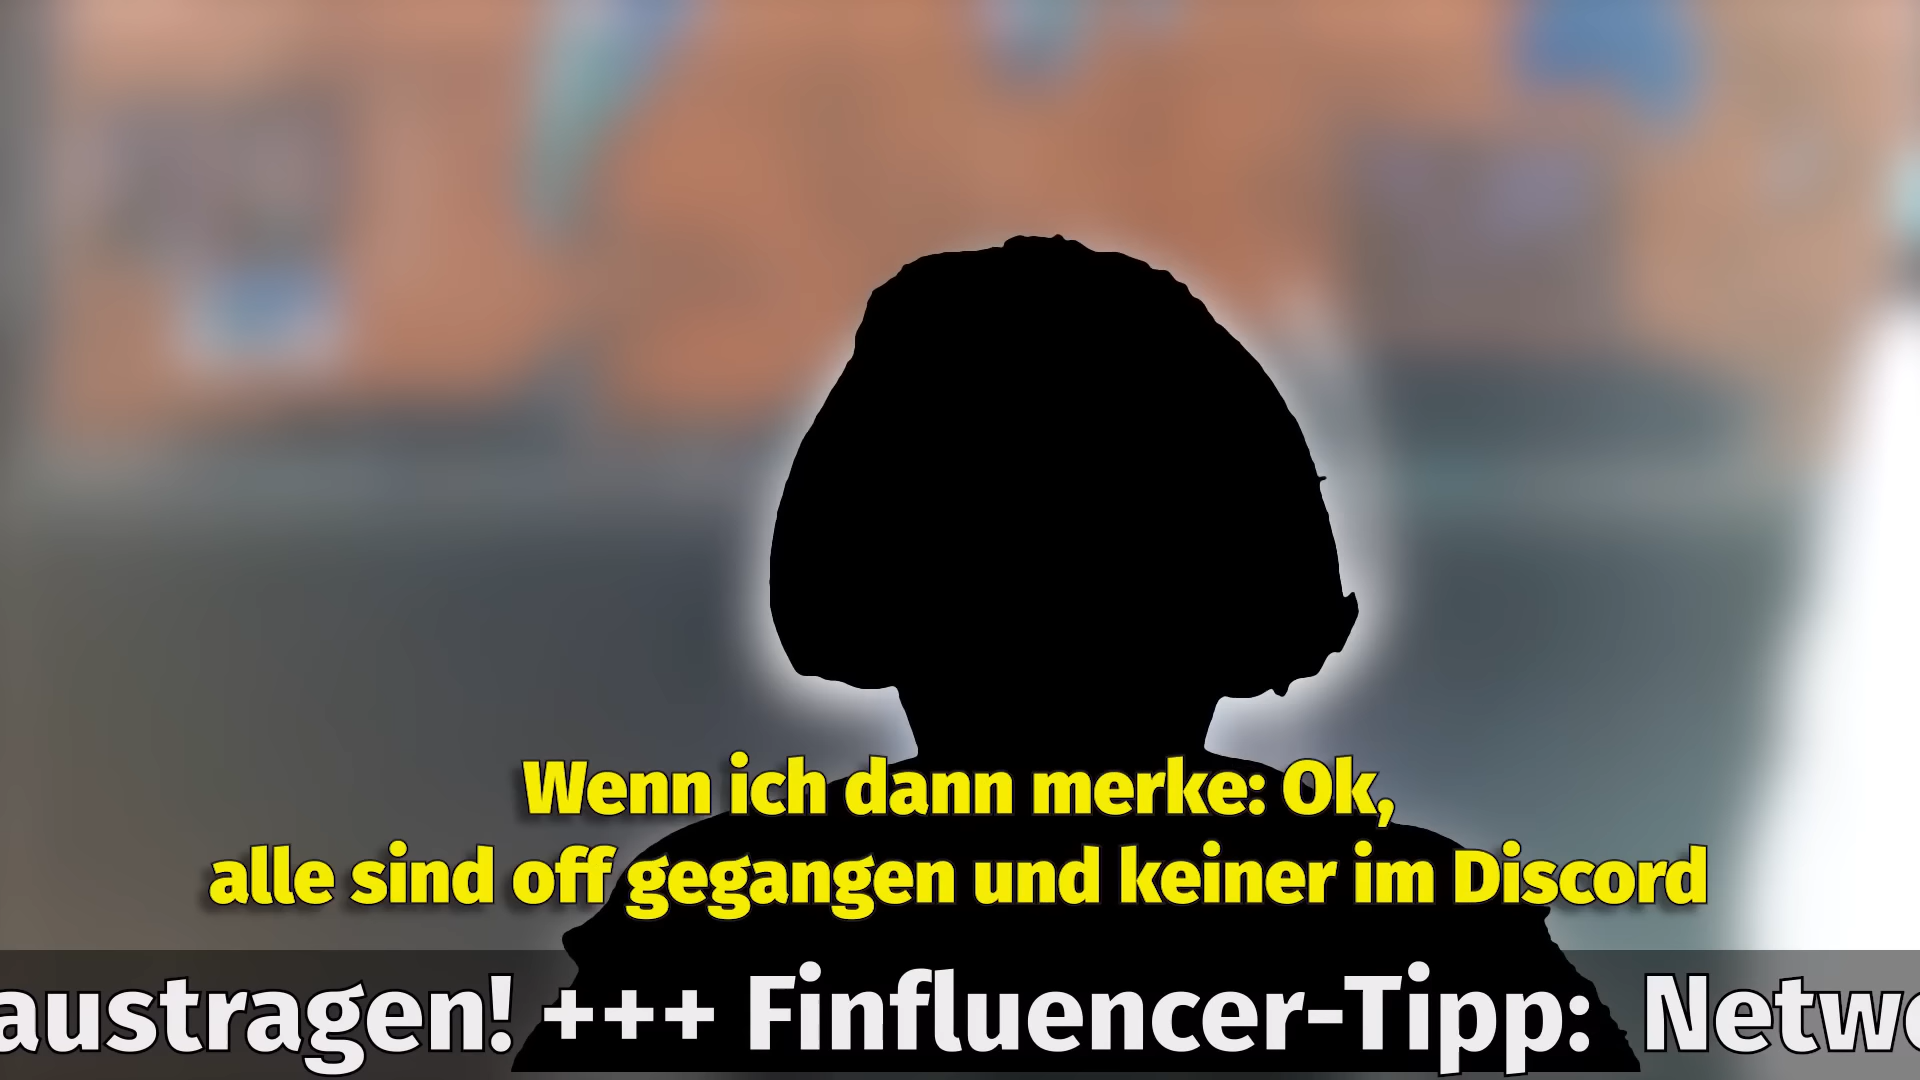 Wenn ich dann merke: Ok,
alle sind off gegangen und keiner im Discord
austragen! +++ Finfluencer-Tipp: